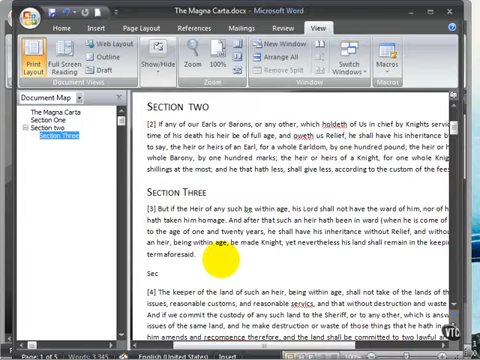 The Magna Carta.docx - Microsoft Word
Home Insert Page Layout References Mailings Review View
Print Layout
Full Screen Reading
Web Layout
Outline
Draft
Document Views
Show/Hide
Zoom
100%
Zoom
New Window
Arrange All
Remove Split
Switch Windows
Window
Macros
Macros
Document Map
The Magna Carta
Section One
Section two
Section Three
SECTION TWO
[2] If any of our Earls or Barons, or any other, which holdeth of Us in chief by Knights servic
time of his death his heir be of full age, and oweth us Relief, he shall have his inheritance b
to say, the heir or heirs of an Earl, for a whole Earldom, by one hundred pound; the heir or h
whole Barony, by one hundred marks; the heir or heirs of a Knight, for one whole Knigh
shillings at the most; and he that hath less, shall give less, according to the custom of the fees
SECTION THREE
[3] But if the Heir of any such be within age, his Lord shall not have the ward of him, nor of h
hath taken him homage. And after that such an heir hath been in ward (when he is come of
to the age of one and twenty years, he shall have his inheritance without Relief, and withou
an heir, being within age, be made Knight, yet nevertheless his land shall remain in the keepin
term aforesaid.
Sec
[4] The keeper of the land of such an heir, being within age, shall not take of the lands of th
issues, reasonable customs, and reasonable servics, and that without destruction and waste
And if we commit the custody of any such land to the Sheriff, or to any other, which is answ
issues of the same land, and he make destruction or waste of those things that he hath in
him amends and recompence therefore, and the land shall be committed to two lawful an
Page 1 of 5 Words: 3,345 English (United States) 100%
VTC